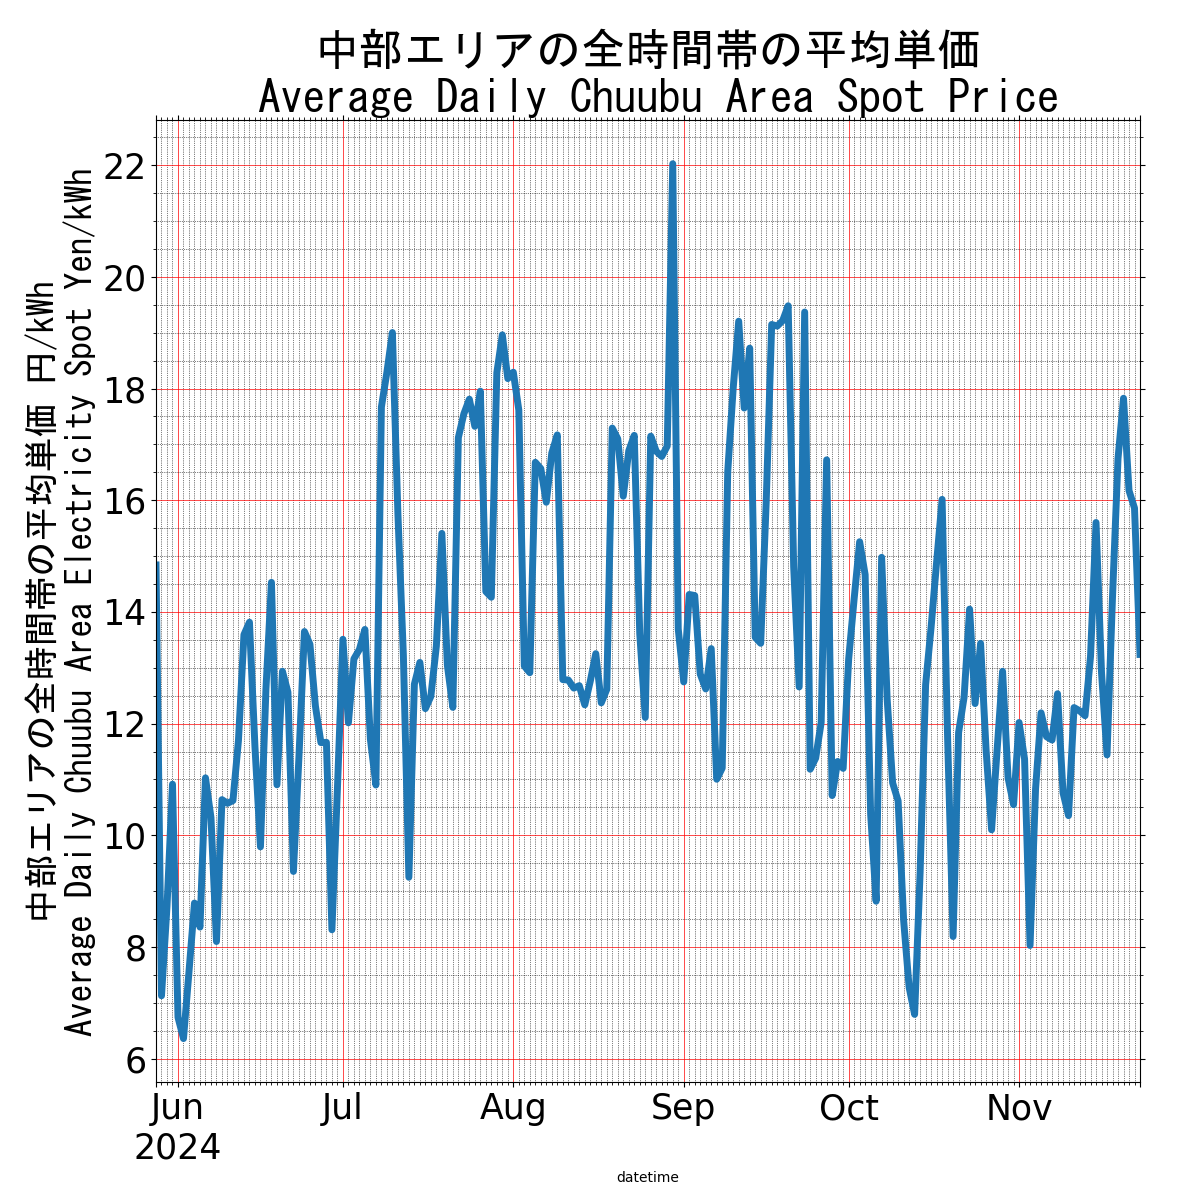 中部エリアの全時間帯の平均単価
Average Daily Chuubu Area Spot Price
中部エリアの全時間帯の平均単価 円/kWh
Average Daily Chuubu Area Electricity Spot Yen/kWh
22
20
18
16
14
12
10
8
6
Jun
2024
Jul
Aug
Sep
Oct
Nov
datetime